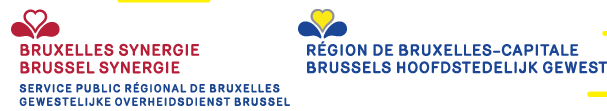 BRUXELLES SYNERGIE
BRUSSEL SYNERGIE
SERVICE PUBLIC RÉGIONAL DE BRUXELLES
GEWESTELIJKE OVERHEIDSDIENST BRUSSEL
RÉGION DE BRUXELLES–CAPITALE
BRUSSELS HOOFDSTEDELIJK GEWEST